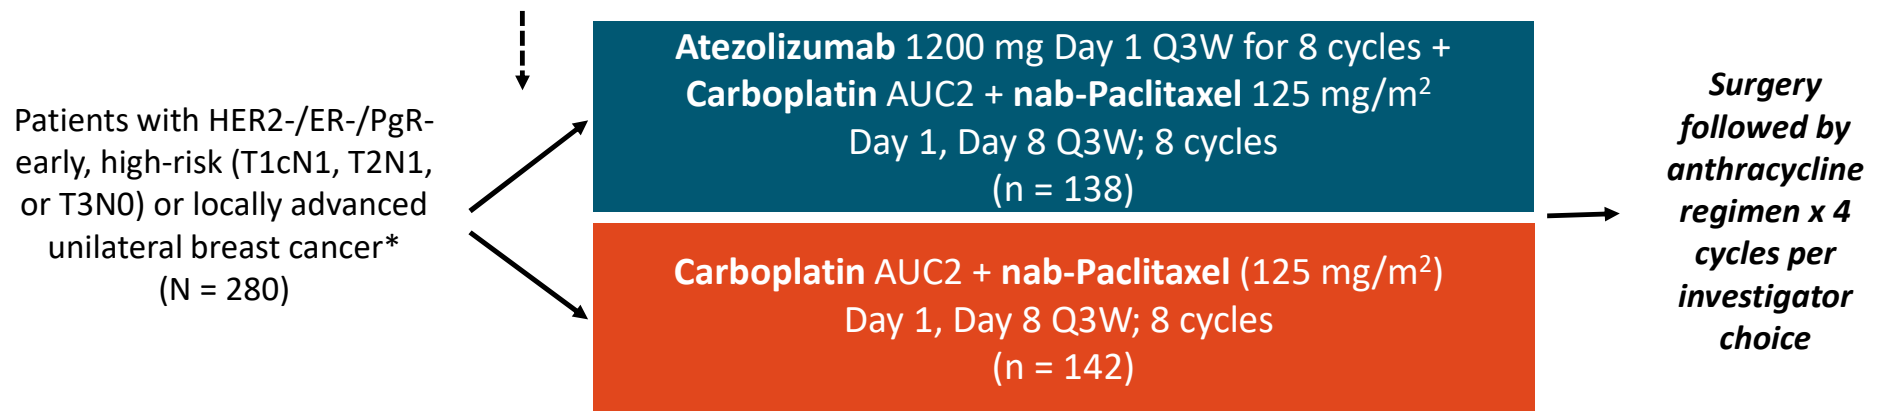 Patients with HER2-/ER-/PgR-
early, high-risk (T1cN1, T2N1,
or T3N0) or locally advanced
unilateral breast cancer*
(N = 280)
Atezolizumab 1200 mg Day 1 Q3W for 8 cycles +
Carboplatin AUC2 + nab-Paclitaxel 125 mg/m²
Day 1, Day 8 Q3W; 8 cycles
(n = 138)
Carboplatin AUC2 + nab-Paclitaxel (125 mg/m²)
Day 1, Day 8 Q3W; 8 cycles
(n = 142)
Surgery
followed by
anthracycline
regimen x 4
cycles per
investigator
choice